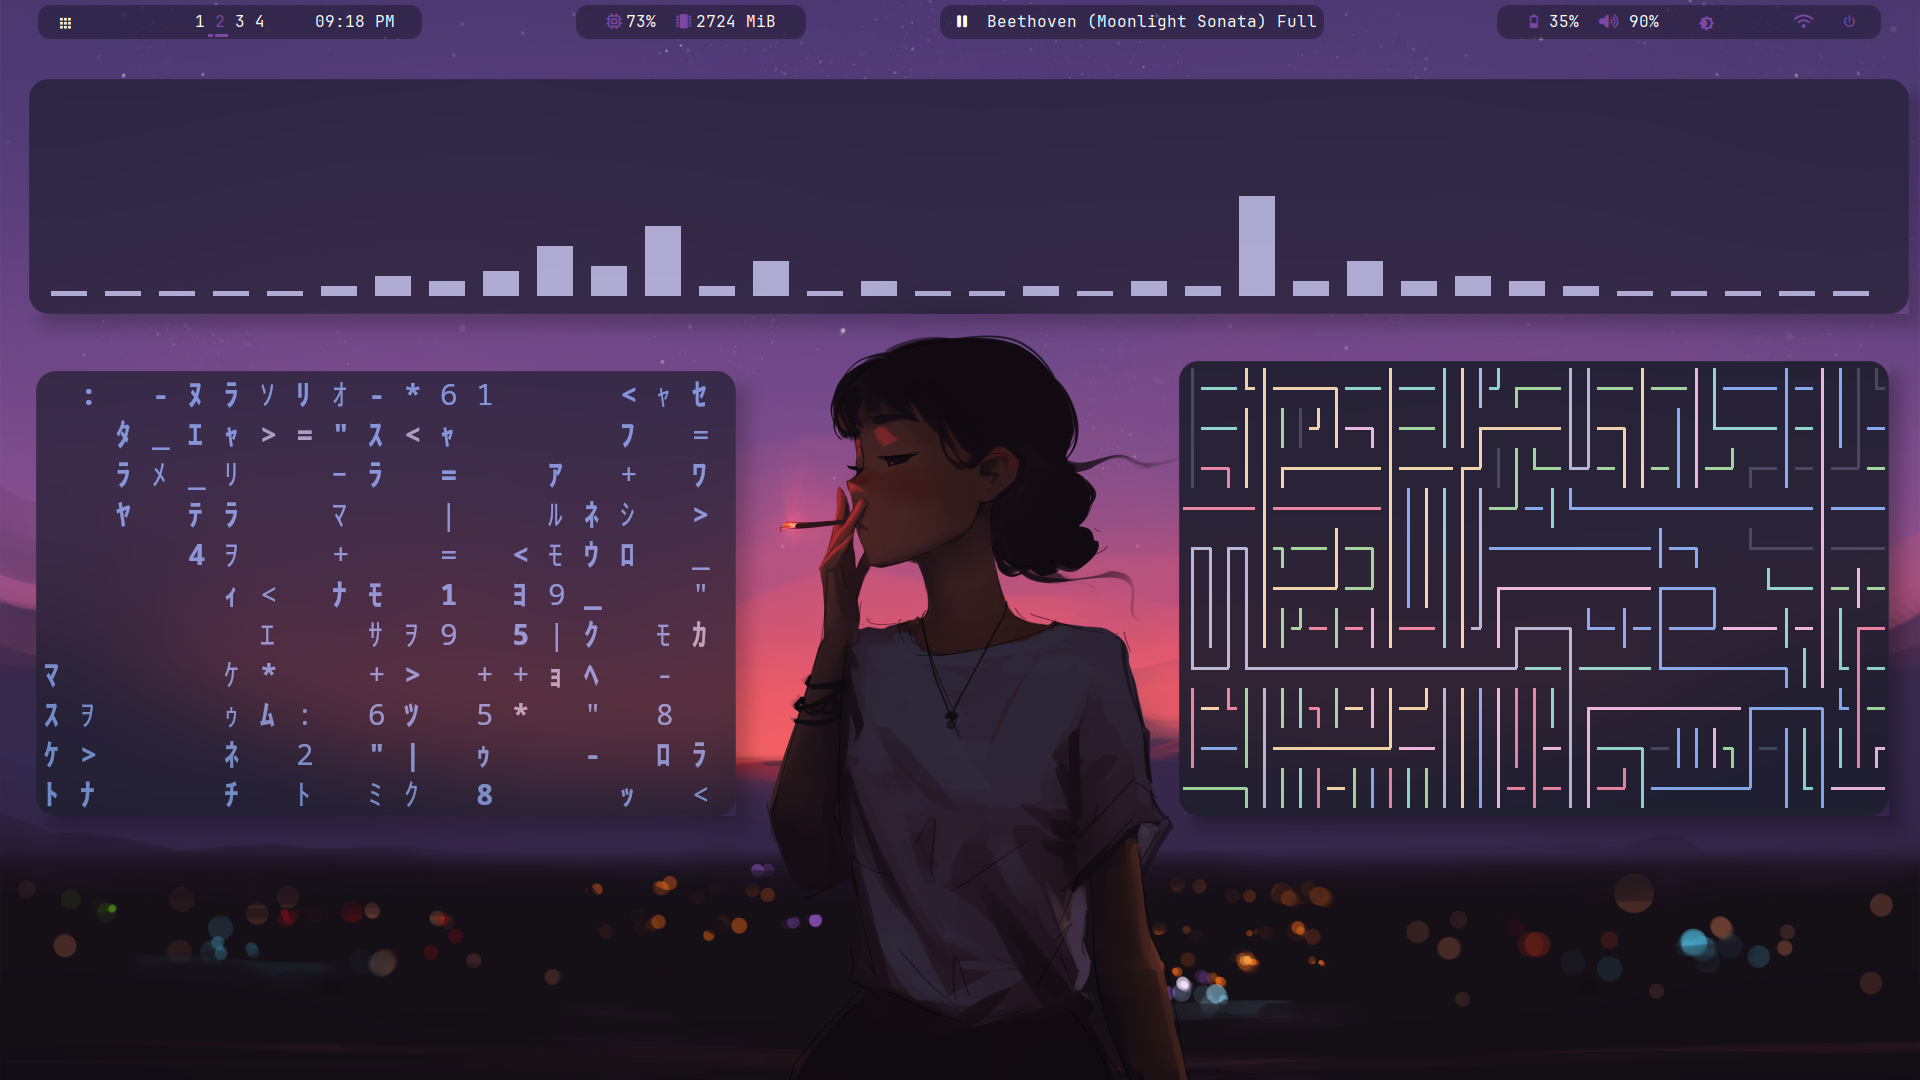 1 2 3 4 09:18 PM 73% 2724 MiB Beethoven (Moonlight Sonata) Full 35% 90%
: - ヌ ラ ソ リ オ - * 6 1 < ャ セ
タ _ エ ャ > = " ス < ャ フ =
ラ メ _ リ - ラ = ア + ワ
ヤ テ ラ マ | ル ネ シ >
4 ヲ + = < モ ウ ロ _
ィ < ナ モ 1 ヨ 9 _ "
エ サ ヲ 9 5 | ク モ カ
マ ケ * + > + + ョ ヘ -
ス ヲ ゥ ム : 6 ツ 5 * " 8
ケ > ネ 2 " | ゥ - ロ ラ
ト ナ チ ト ミ ク 8 ッ <